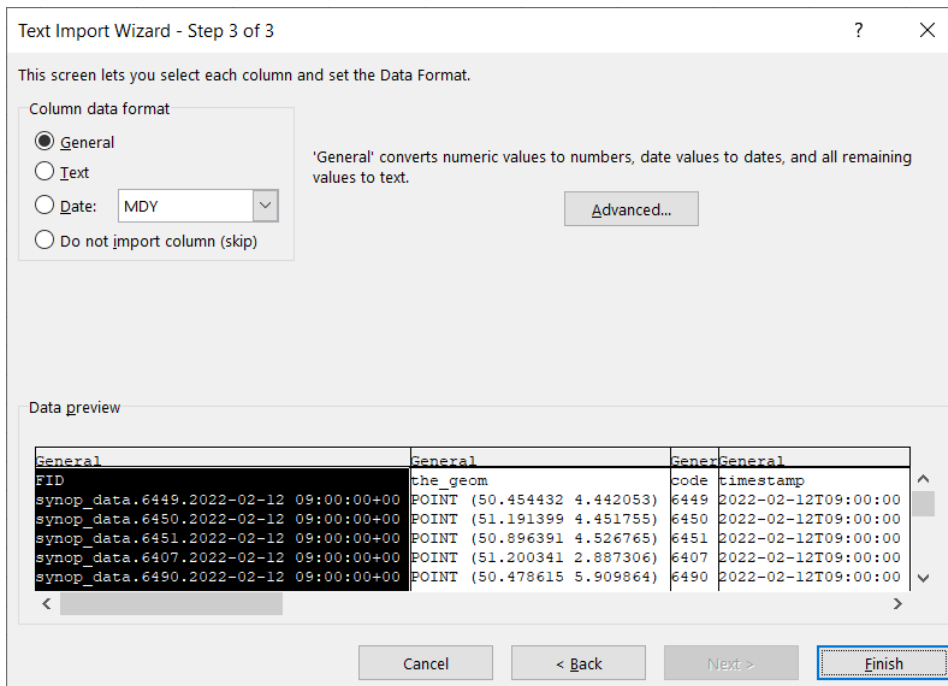 Text Import Wizard - Step 3 of 3 ?
This screen lets you select each column and set the Data Format.
Column data format
General
Text
Date: MDY
Do not import column (skip)
'General' converts numeric values to numbers, date values to dates, and all remaining
values to text.
Advanced...
Data preview
General General GenerGeneral
FID the_geom code timestamp
synop_data.6449.2022-02-12 09:00:00+00 POINT (50.454432 4.442053) 6449 2022-02-12T09:00:00
synop_data.6450.2022-02-12 09:00:00+00 POINT (51.191399 4.451755) 6450 2022-02-12T09:00:00
synop_data.6451.2022-02-12 09:00:00+00 POINT (50.896391 4.526765) 6451 2022-02-12T09:00:00
synop_data.6407.2022-02-12 09:00:00+00 POINT (51.200341 2.887306) 6407 2022-02-12T09:00:00
synop_data.6490.2022-02-12 09:00:00+00 POINT (50.478615 5.909864) 6490 2022-02-12T09:00:00
Cancel < Back Next > Finish